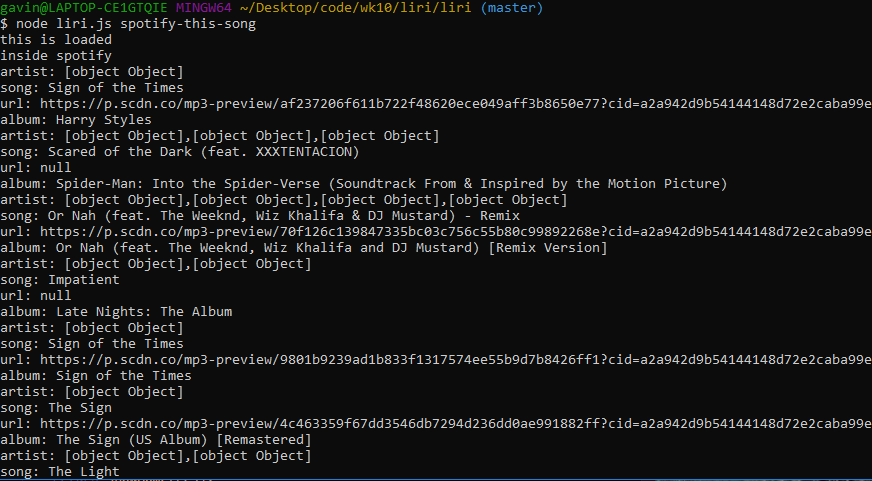 gavin@LAPTOP-CE1GTQIE MINGW64 ~/Desktop/code/wk10/liri/liri (master)
$ node liri.js spotify-this-song
this is loaded
inside spotify
artist: [object Object]
song: Sign of the Times
url: https://p.scdn.co/mp3-preview/af237206f611b722f48620ece049aff3b8650e77?cid=a2a942d9b54144148d72e2caba99e
album: Harry Styles
artist: [object Object],[object Object],[object Object]
song: Scared of the Dark (feat. XXXTENTACION)
url: null
album: Spider-Man: Into the Spider-Verse (Soundtrack From & Inspired by the Motion Picture)
artist: [object Object],[object Object],[object Object],[object Object]
song: Or Nah (feat. The Weeknd, Wiz Khalifa & DJ Mustard) - Remix
url: https://p.scdn.co/mp3-preview/70f126c139847335bc03c756c55b80c99892268e?cid=a2a942d9b54144148d72e2caba99e
album: Or Nah (feat. The Weeknd, Wiz Khalifa and DJ Mustard) [Remix Version]
artist: [object Object],[object Object]
song: Impatient
url: null
album: Late Nights: The Album
artist: [object Object]
song: Sign of the Times
url: https://p.scdn.co/mp3-preview/9801b9239ad1b833f1317574ee55b9d7b8426ff1?cid=a2a942d9b54144148d72e2caba99e
album: Sign of the Times
artist: [object Object]
song: The Sign
url: https://p.scdn.co/mp3-preview/4c463359f67dd3546db7294d236dd0ae991882ff?cid=a2a942d9b54144148d72e2caba99e
album: The Sign (US Album) [Remastered]
artist: [object Object],[object Object]
song: The Light